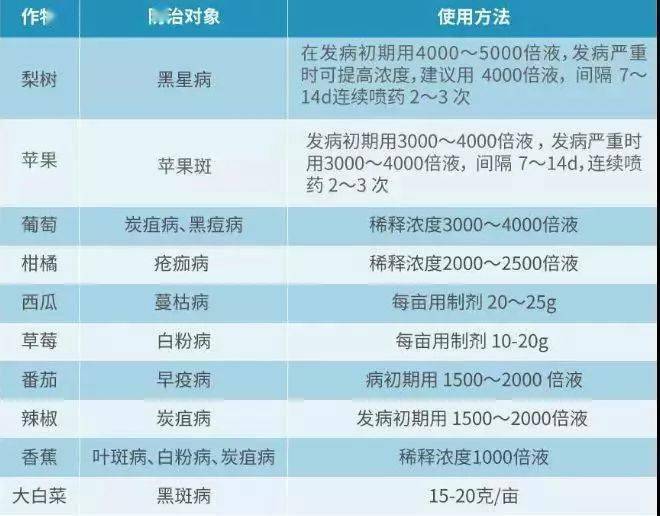 作物 防治对象 使用方法
梨树 黑星病 在发病初期用4000～5000倍液，发病严重
时可提高浓度，建议用 4000倍液，间隔 7～
14d连续喷药 2～3 次
苹果 苹果斑 发病初期用3000～4000倍液，发病严重时
用3000～4000倍液，间隔 7～14d，连续喷
药 2～3 次
葡萄 炭疽病、黑痘病 稀释浓度3000～4000倍液
柑橘 疮痂病 稀释浓度2000～2500倍液
西瓜 蔓枯病 每亩用制剂 20～25g
草莓 白粉病 每亩用制剂 10-20g
番茄 早疫病 病初期用 1500～2000 倍液
辣椒 炭疽病 发病初期用 1500～2000倍液
香蕉 叶斑病、白粉病、炭疽病 稀释浓度1000倍液
大白菜 黑斑病 15-20克/亩